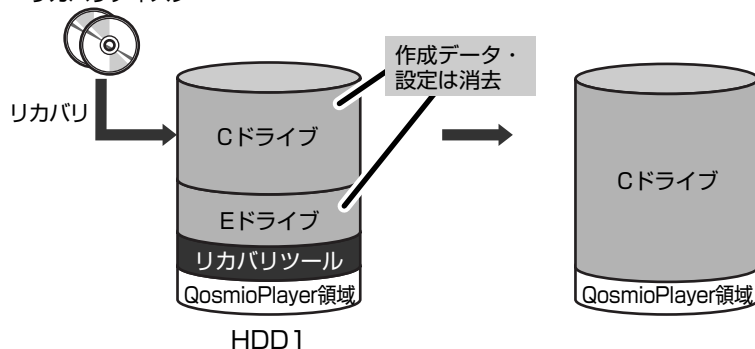 リカバリ
作成データ・
設定は消去
Cドライブ
Eドライブ
リカバリツール
QosmioPlayer領域
HDD1
Cドライブ
QosmioPlayer領域